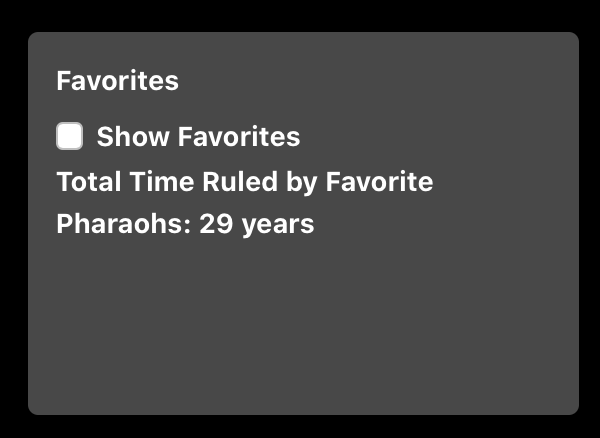 Favorites
Show Favorites
Total Time Ruled by Favorite
Pharaohs: 29 years